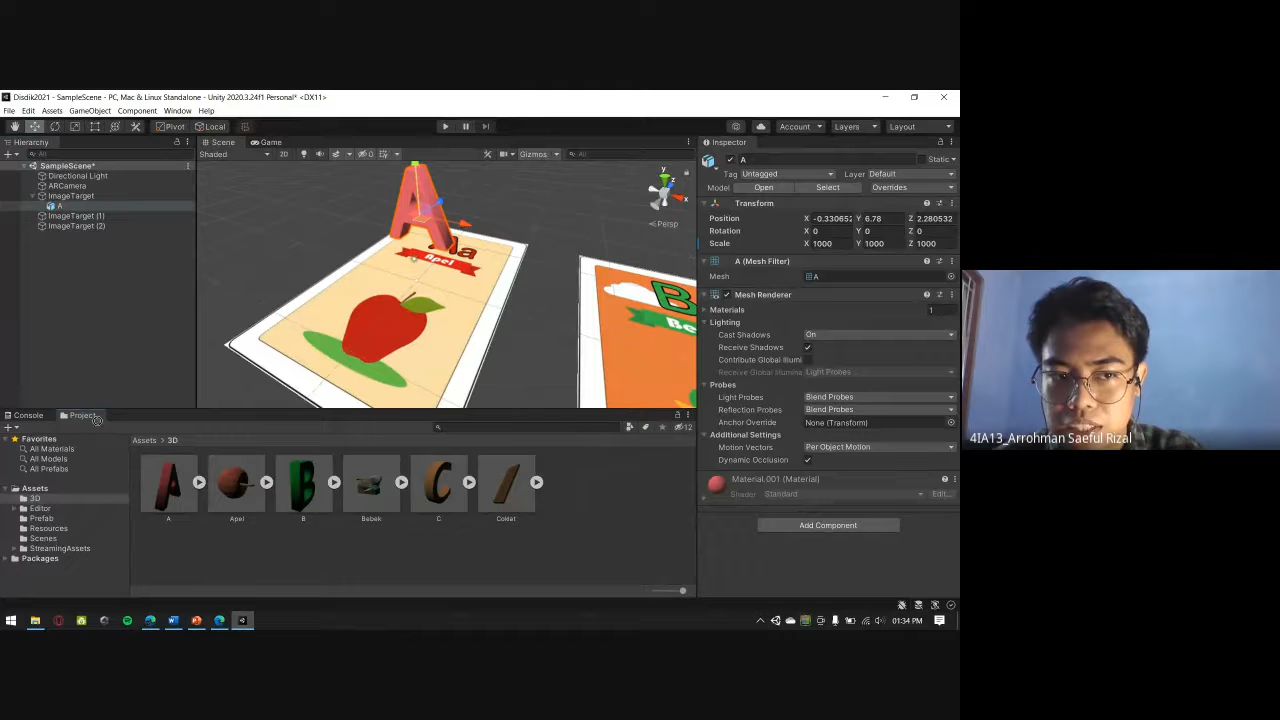 Disdik2021 - SampleScene - PC, Mac & Linux Standalone - Unity 2020.3.24f1 Personal* <DX11>
File Edit Assets GameObject Component Window Help
Pivot Local Account Layers Layout
Hierarchy
All
SampleScene*
Directional Light
ARCamera
ImageTarget
A
ImageTarget (1)
ImageTarget (2)
Scene Game
Shaded 2D 0 Gizmos All
y
z
x
Persp
A
Aa
Apel
B
Be
Inspector
A Static
Tag Untagged Layer Default
Model Open Select Overrides
Transform
Position X -0.330652 Y 6.78 Z 2.280532
Rotation X 0 Y 0 Z 0
Scale X 1000 Y 1000 Z 1000
A (Mesh Filter)
Mesh A
Mesh Renderer
Materials 1
Lighting
Cast Shadows On
Receive Shadows
Contribute Global Illumi
Receive Global Illumina Light Probes
Probes
Light Probes Blend Probes
Reflection Probes Blend Probes
Anchor Override None (Transform)
Additional Settings
Motion Vectors Per Object Motion
Dynamic Occlusion
Material.001 (Material)
Shader Standard Edit...
Add Component
Console Project
12
Favorites
All Materials
All Models
All Prefabs
Assets
3D
Editor
Prefab
Resources
Scenes
StreamingAssets
Packages
Assets > 3D
A Apel B Bebek C Coklat
01:34 PM
4IA13_Arrohman Saeful Rizal